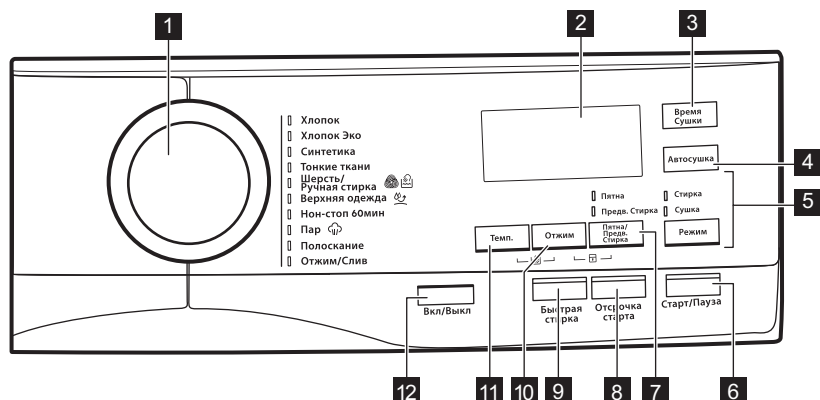 1
2
3
Хлопок
Хлопок Эко
Синтетика
Тонкие ткани
Шерсть/
Ручная стирка
Верхняя одежда
Нон-стоп 60мин
Пар
Полоскание
Отжим/Слив
Время
Сушки
Автосушка
4
5
Пятна
Предв. Стирка
Стирка
Сушка
Темп.
Отжим
Пятна/
Предв.
Стирка
Режим
Вкл/Выкл
Быстрая
стирка
Отсрочка
старта
Старт/Пауза
12
11
10
9
8
7
6